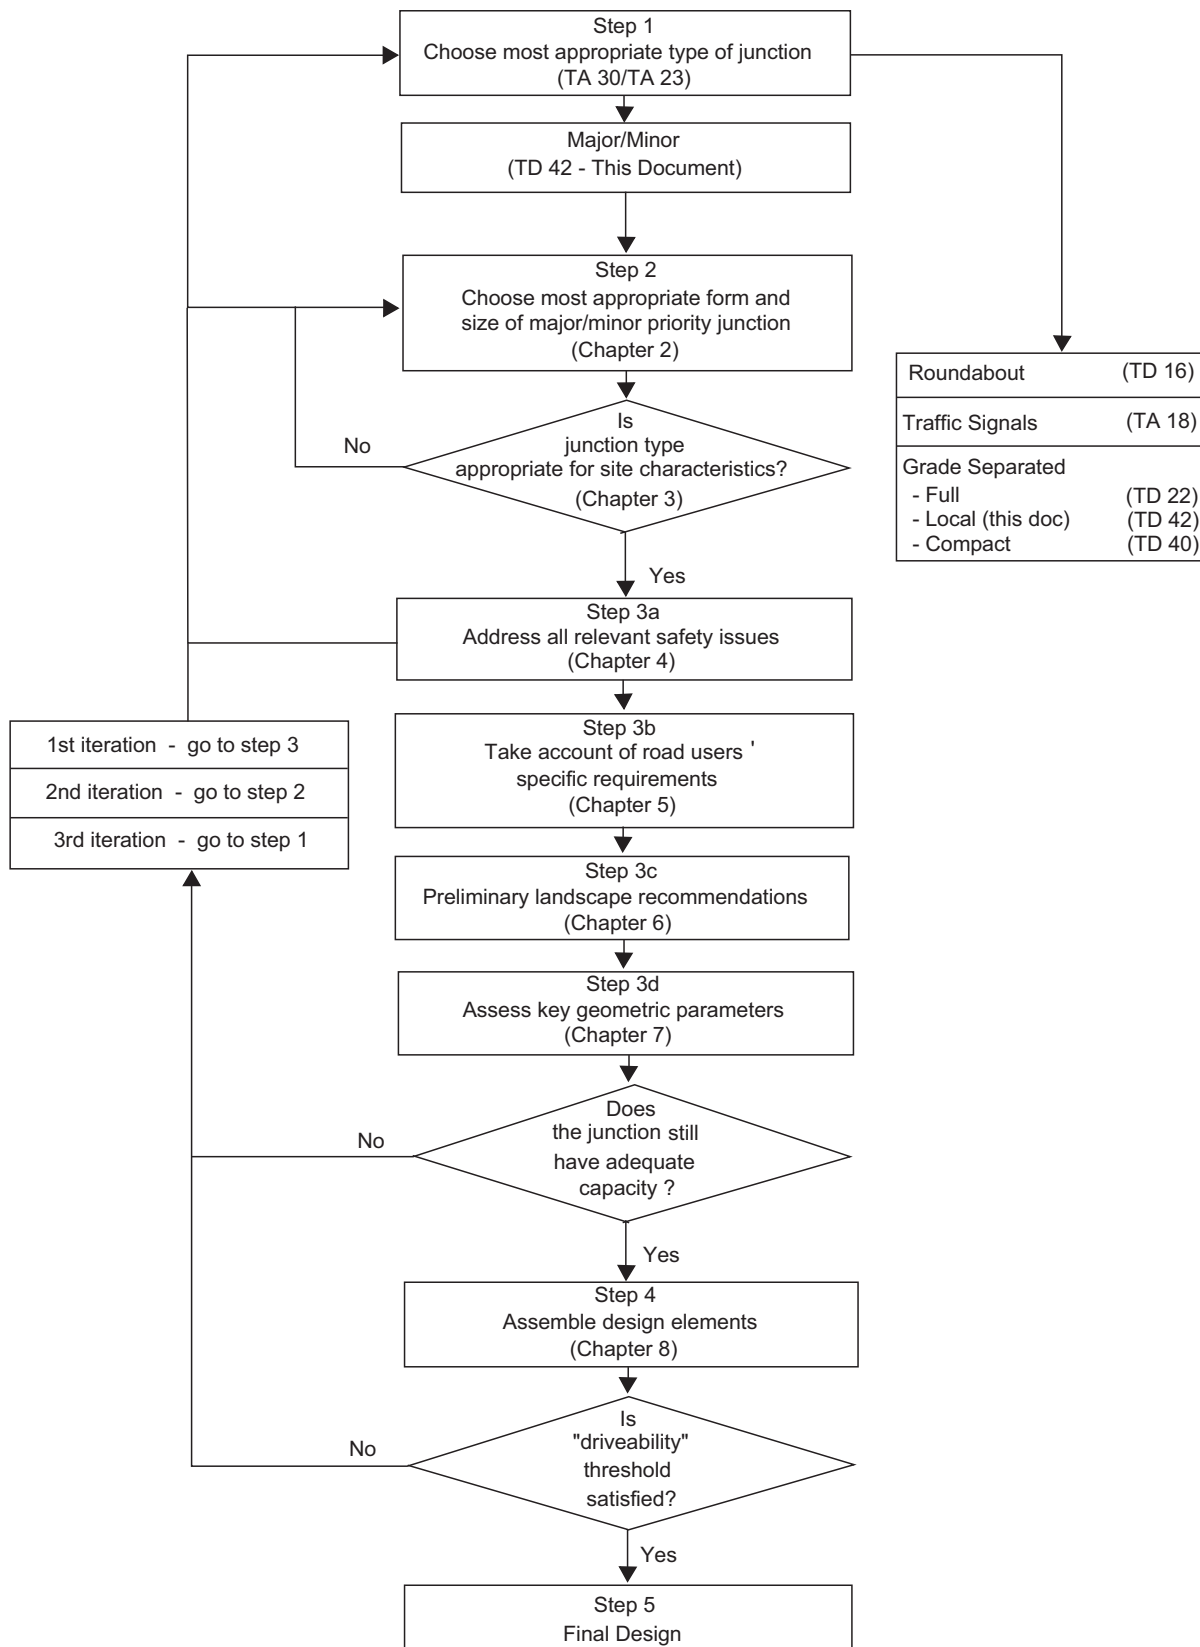 Step 1
Choose most appropriate type of junction
(TA 30/TA 23)
Major/Minor
(TD 42 - This Document)
Step 2
Choose most appropriate form and
size of major/minor priority junction
(Chapter 2)
Roundabout (TD 16)
Traffic Signals (TA 18)
Grade Separated
- Full (TD 22)
- Local (this doc) (TD 42)
- Compact (TD 40)
Is
junction type
appropriate for site characteristics?
(Chapter 3)
No
Yes
Step 3a
Address all relevant safety issues
(Chapter 4)
Step 3b
Take account of road users '
specific requirements
(Chapter 5)
1st iteration - go to step 3
2nd iteration - go to step 2
3rd iteration - go to step 1
Step 3c
Preliminary landscape recommendations
(Chapter 6)
Step 3d
Assess key geometric parameters
(Chapter 7)
Does
the junction still
have adequate
capacity ?
No
Yes
Step 4
Assemble design elements
(Chapter 8)
Is
"driveability"
threshold
satisfied?
No
Yes
Step 5
Final Design